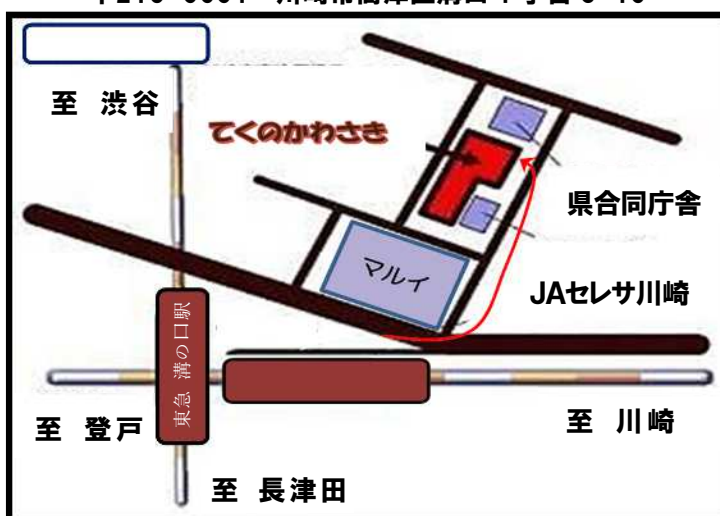 至 渋谷
てくのかわさき
県合同庁舎
マルイ
JAセレサ川崎
東急 溝の口駅
至 登戸
至 川崎
至 長津田